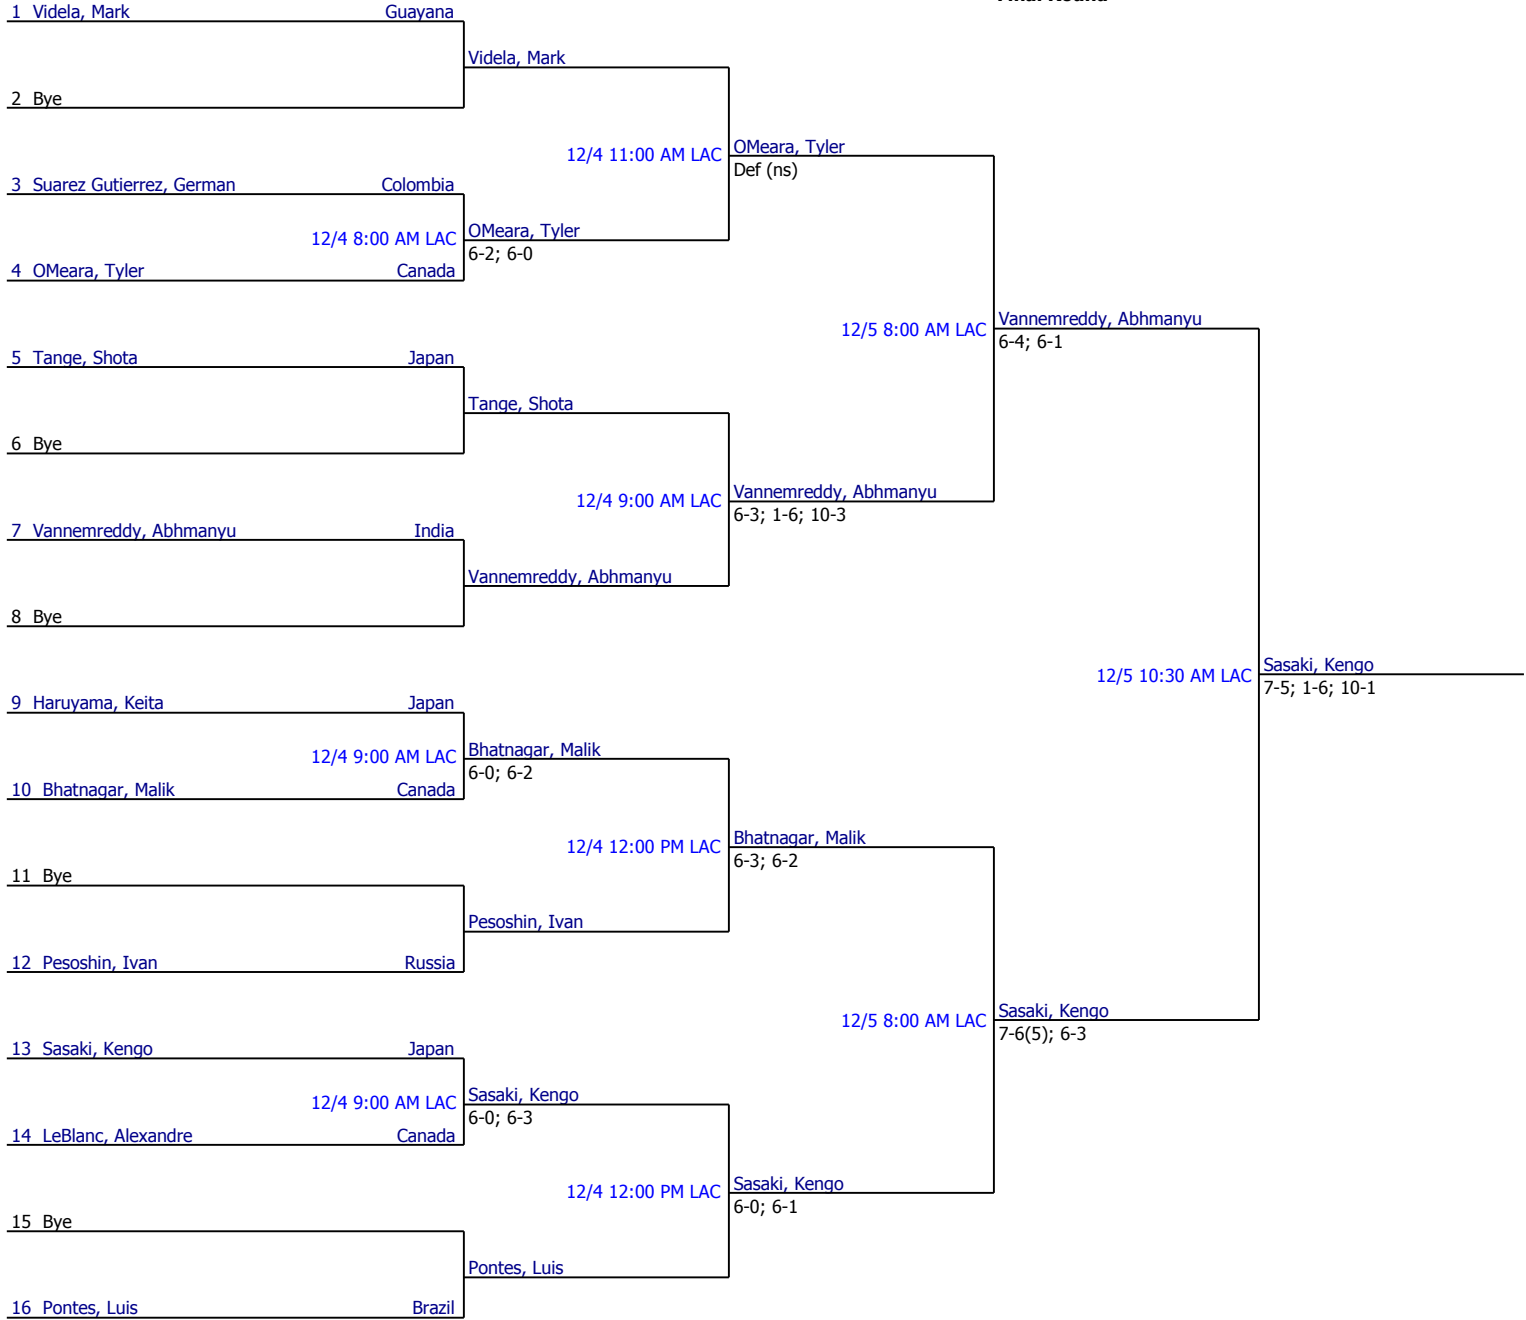 Final Round
1 Videla, Mark Guayana
Videla, Mark
2 Bye
12/4 11:00 AM LAC OMeara, Tyler
Def (ns)
3 Suarez Gutierrez, German Colombia
12/4 8:00 AM LAC OMeara, Tyler
6-2; 6-0
4 OMeara, Tyler Canada
12/5 8:00 AM LAC Vannemreddy, Abhmanyu
6-4; 6-1
5 Tange, Shota Japan
Tange, Shota
6 Bye
12/4 9:00 AM LAC Vannemreddy, Abhmanyu
6-3; 1-6; 10-3
7 Vannemreddy, Abhmanyu India
Vannemreddy, Abhmanyu
8 Bye
12/5 10:30 AM LAC Sasaki, Kengo
7-5; 1-6; 10-1
9 Haruyama, Keita Japan
12/4 9:00 AM LAC Bhatnagar, Malik
6-0; 6-2
10 Bhatnagar, Malik Canada
12/4 12:00 PM LAC Bhatnagar, Malik
6-3; 6-2
11 Bye
Pesoshin, Ivan
12 Pesoshin, Ivan Russia
12/5 8:00 AM LAC Sasaki, Kengo
7-6(5); 6-3
13 Sasaki, Kengo Japan
12/4 9:00 AM LAC Sasaki, Kengo
6-0; 6-3
14 LeBlanc, Alexandre Canada
12/4 12:00 PM LAC Sasaki, Kengo
6-0; 6-1
15 Bye
Pontes, Luis
16 Pontes, Luis Brazil